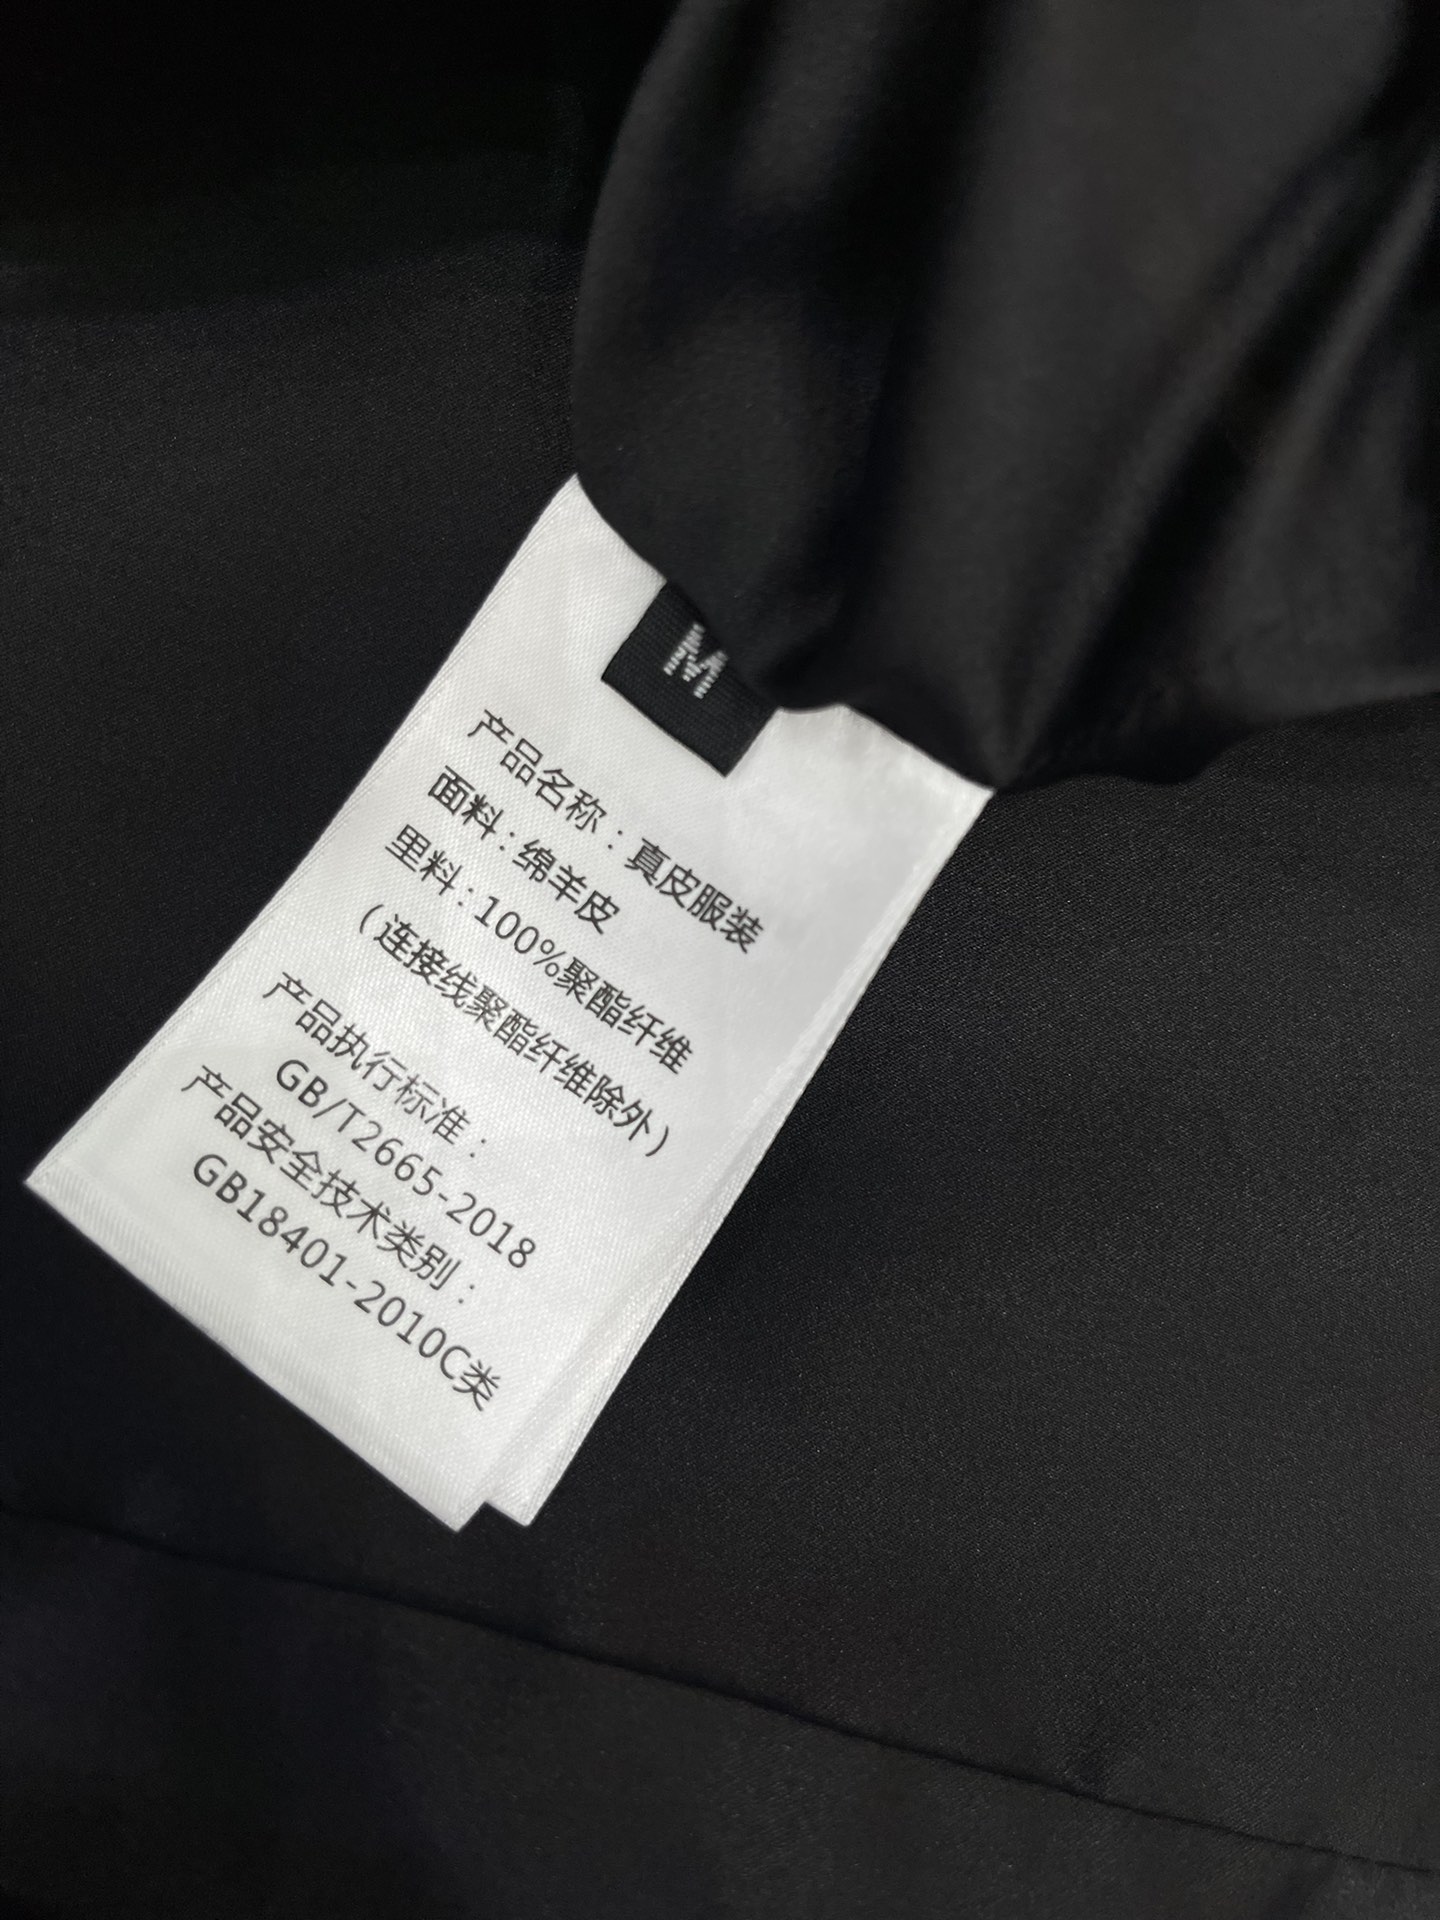 M
产品名称：真皮服装
面料：绵羊皮
里料：100%聚酯纤维
（连接线聚酯纤维除外）
产品执行标准：
GB/T2665-2018
产品安全技术类别：
GB18401-2010C类